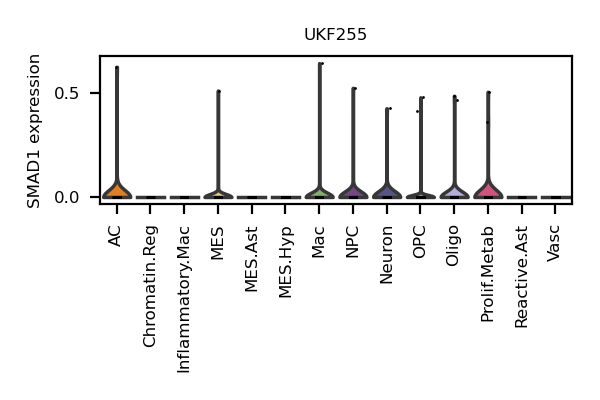 UKF255
SMAD1 expression
0.5
0.0
AC
Chromatin.Reg
Inflammatory.Mac
MES
MES.Ast
MES.Hyp
Mac
NPC
Neuron
OPC
Oligo
Prolif.Metab
Reactive.Ast
Vasc